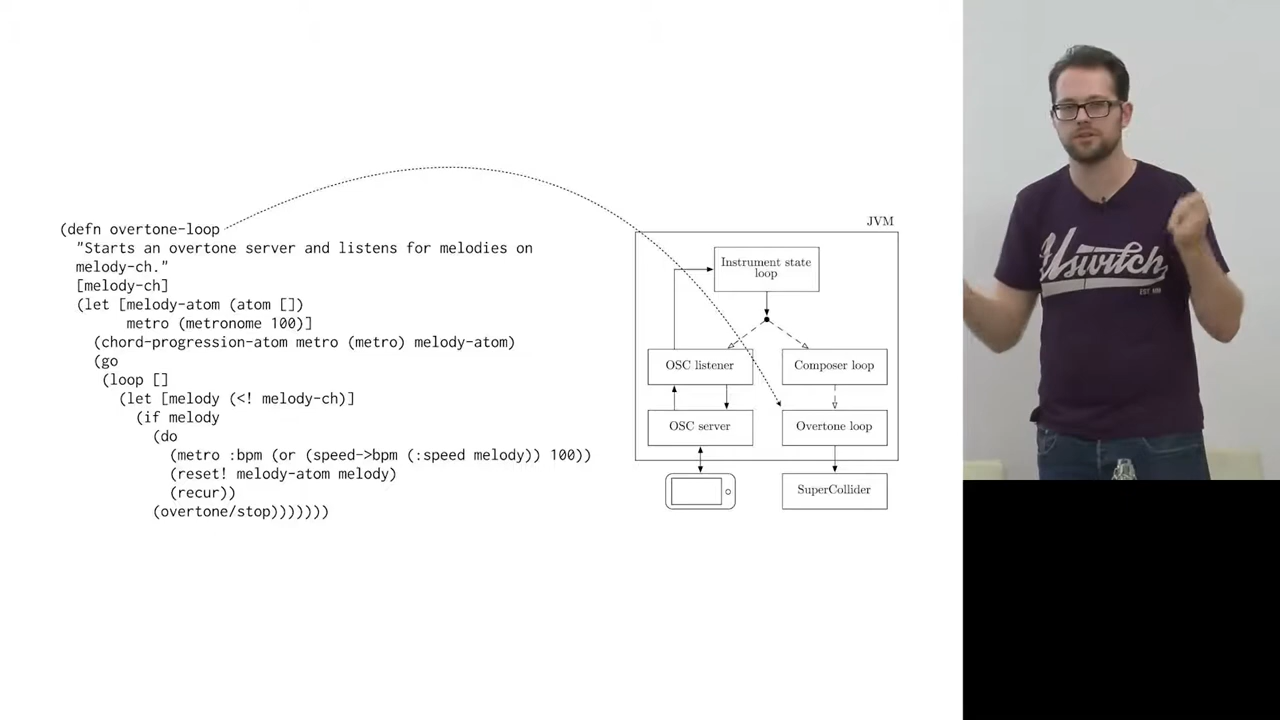 (defn overtone-loop
"Starts an overtone server and listens for melodies on
melody-ch."
[melody-ch]
(let [melody-atom (atom [])
metro (metronome 100)]
(chord-progression-atom metro (metro) melody-atom)
(go
(loop []
(let [melody (<! melody-ch)]
(if melody
(do
(metro :bpm (or (speed->bpm (:speed melody)) 100))
(reset! melody-atom melody)
(recur))
(overtone/stop)))))))
JVM
Instrument state
loop
OSC listener
Composer loop
OSC server
Overtone loop
SuperCollider
Uswitch